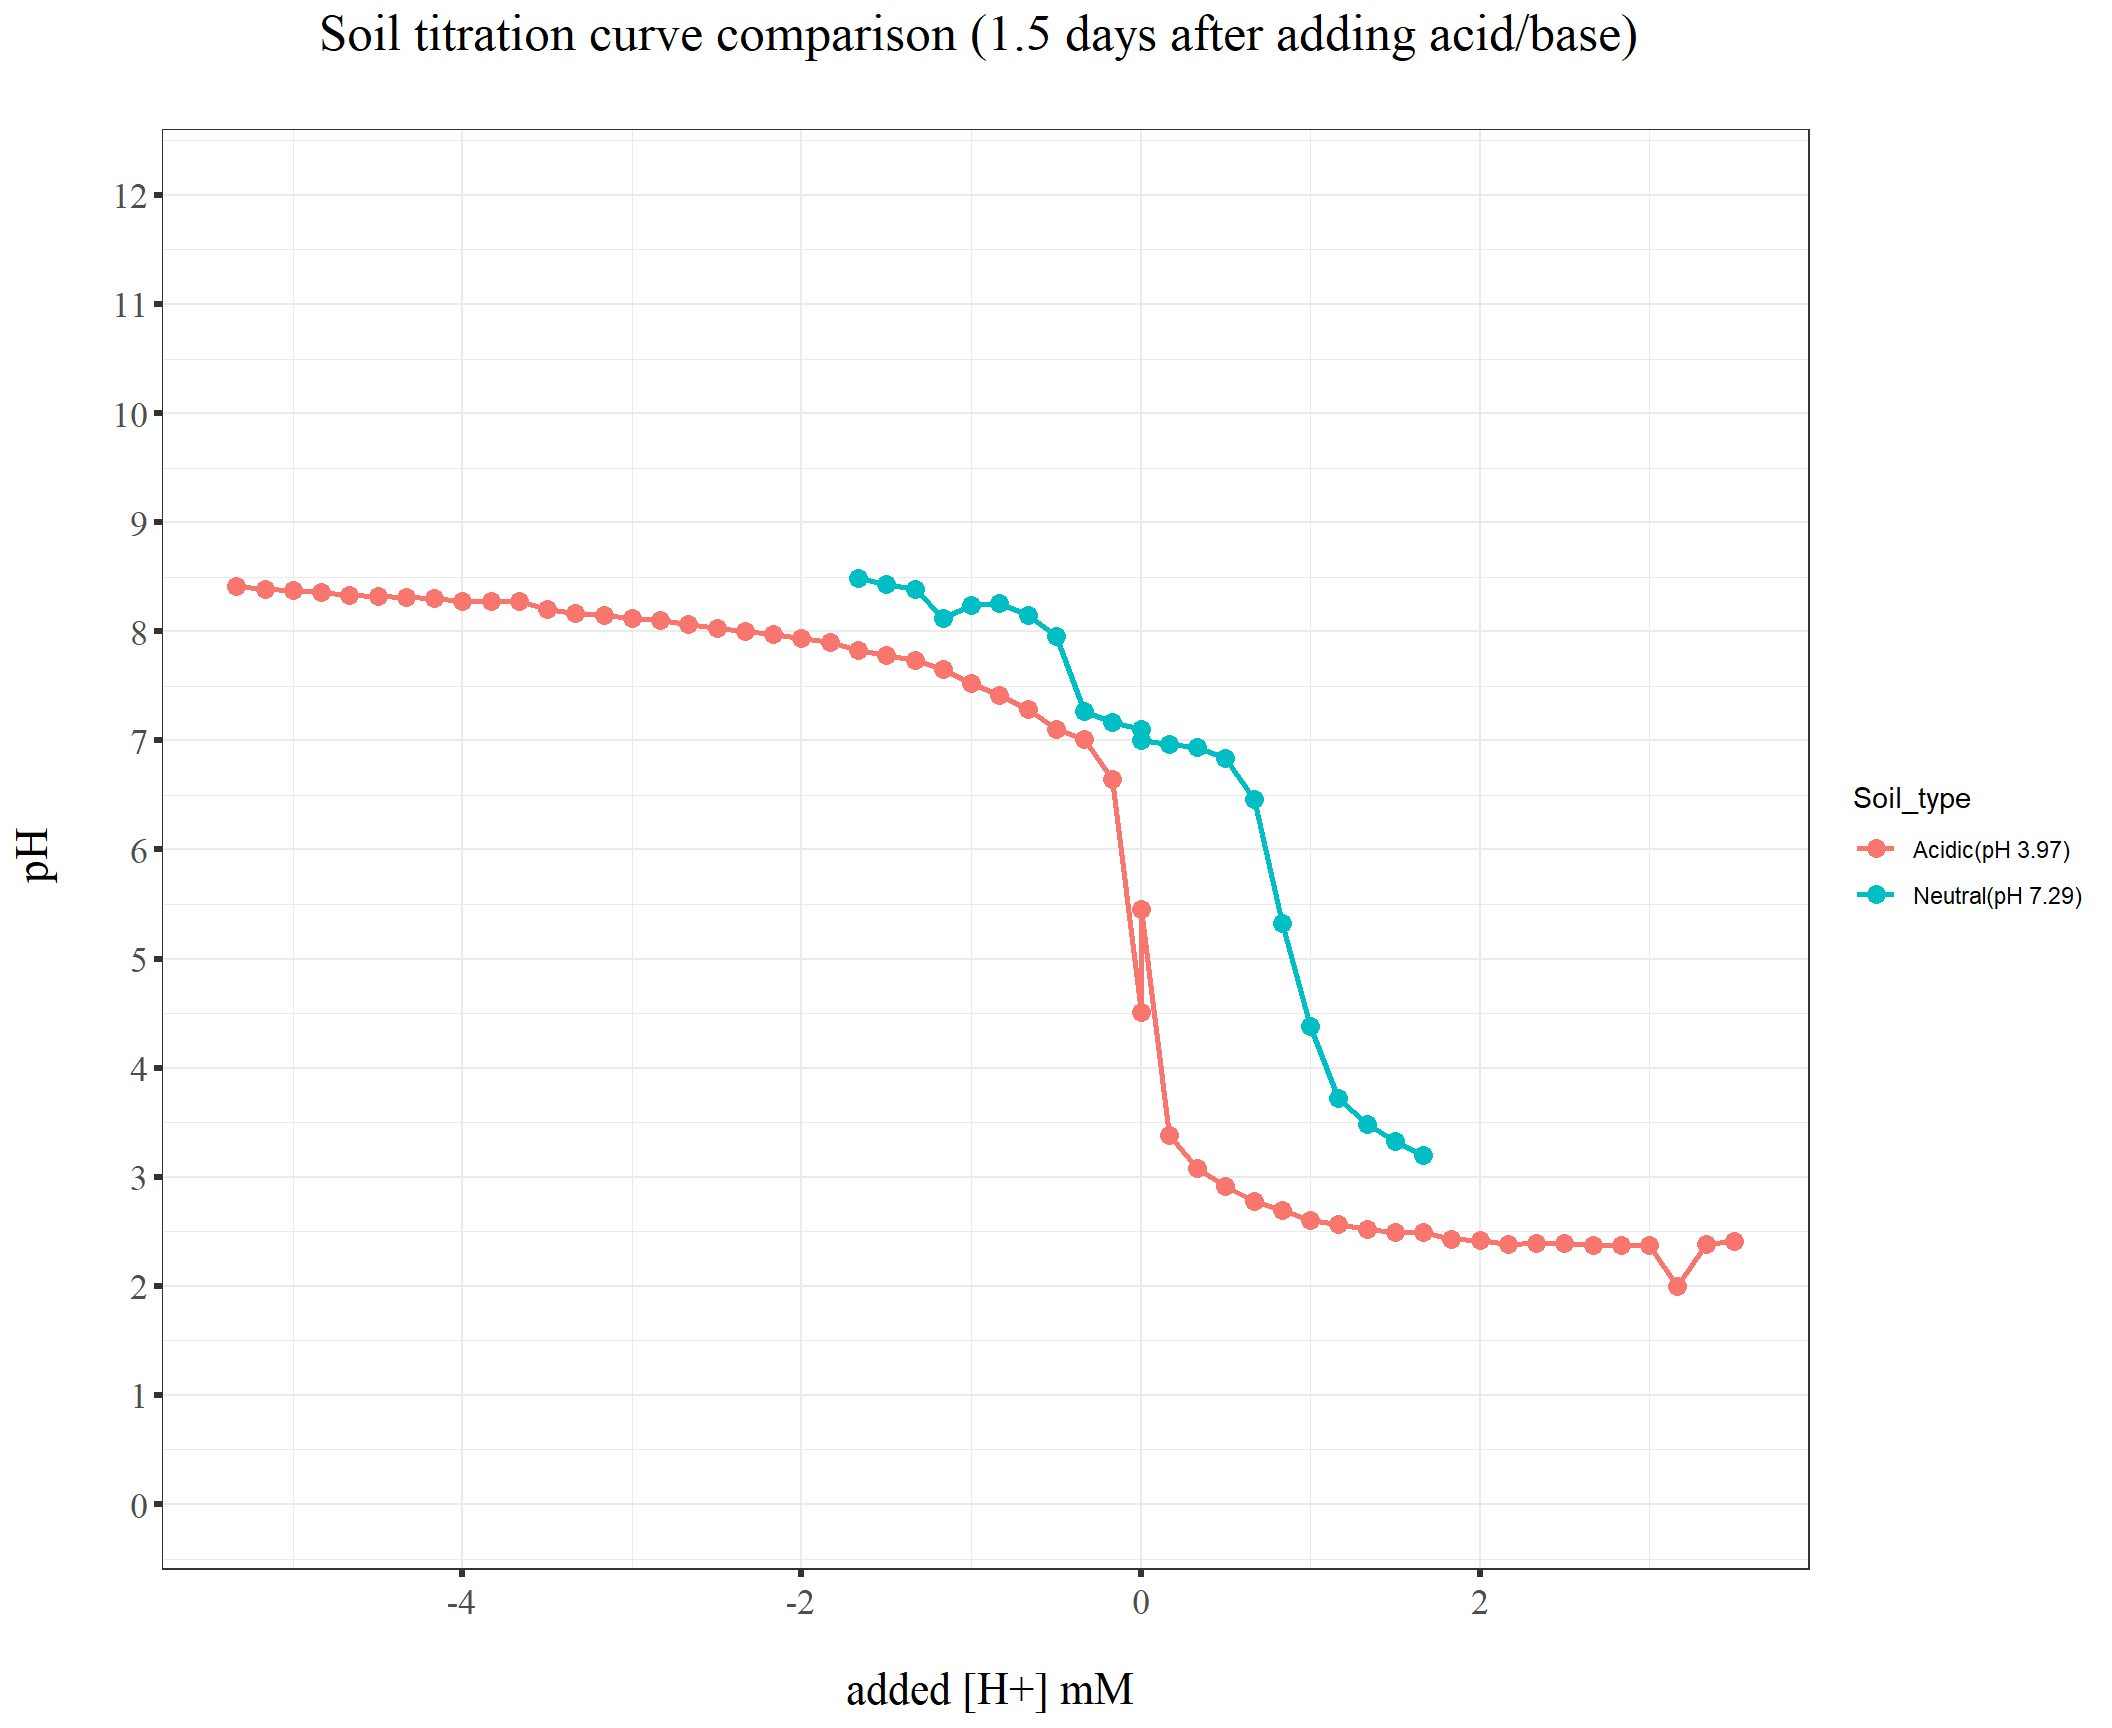 Soil titration curve comparison (1.5 days after adding acid/base)
12
11
10
9
8
7
6
5
4
3
2
1
0
pH
-4
-2
0
2
added [H+] mM
Soil_type
Acidic(pH 3.97)
Neutral(pH 7.29)